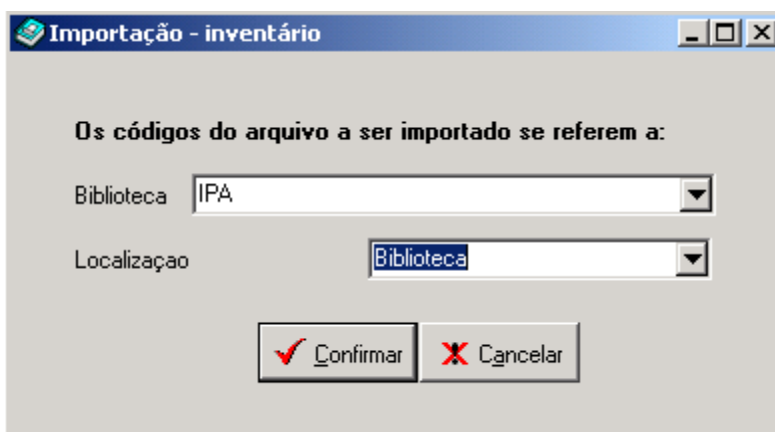 Importação - inventário
Os códigos do arquivo a ser importado se referem a:
Biblioteca IPA
Localizaçao Biblioteca
Confirmar Cancelar